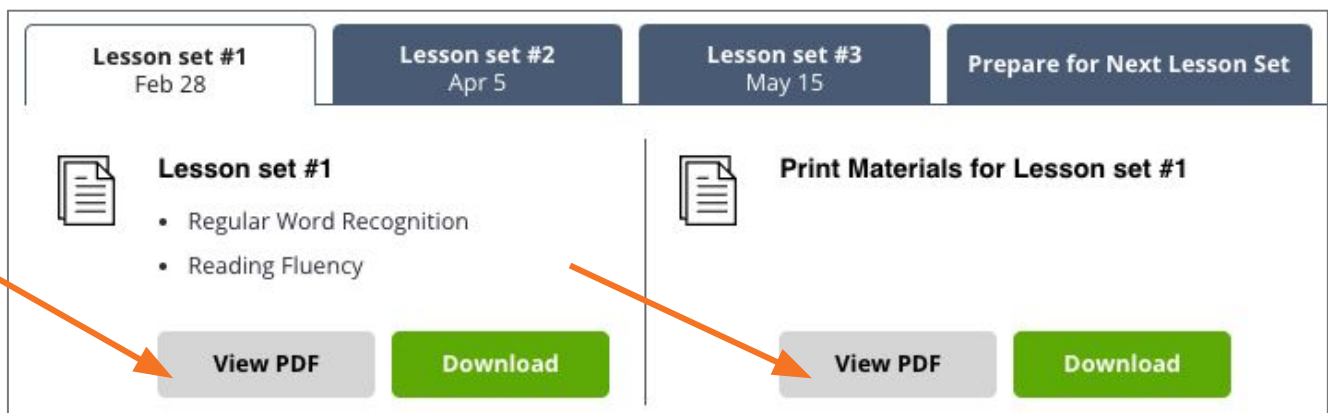 Lesson set #1
Feb 28
Lesson set #2
Apr 5
Lesson set #3
May 15
Prepare for Next Lesson Set
Lesson set #1
• Regular Word Recognition
• Reading Fluency
View PDF
Download
Print Materials for Lesson set #1
View PDF
Download